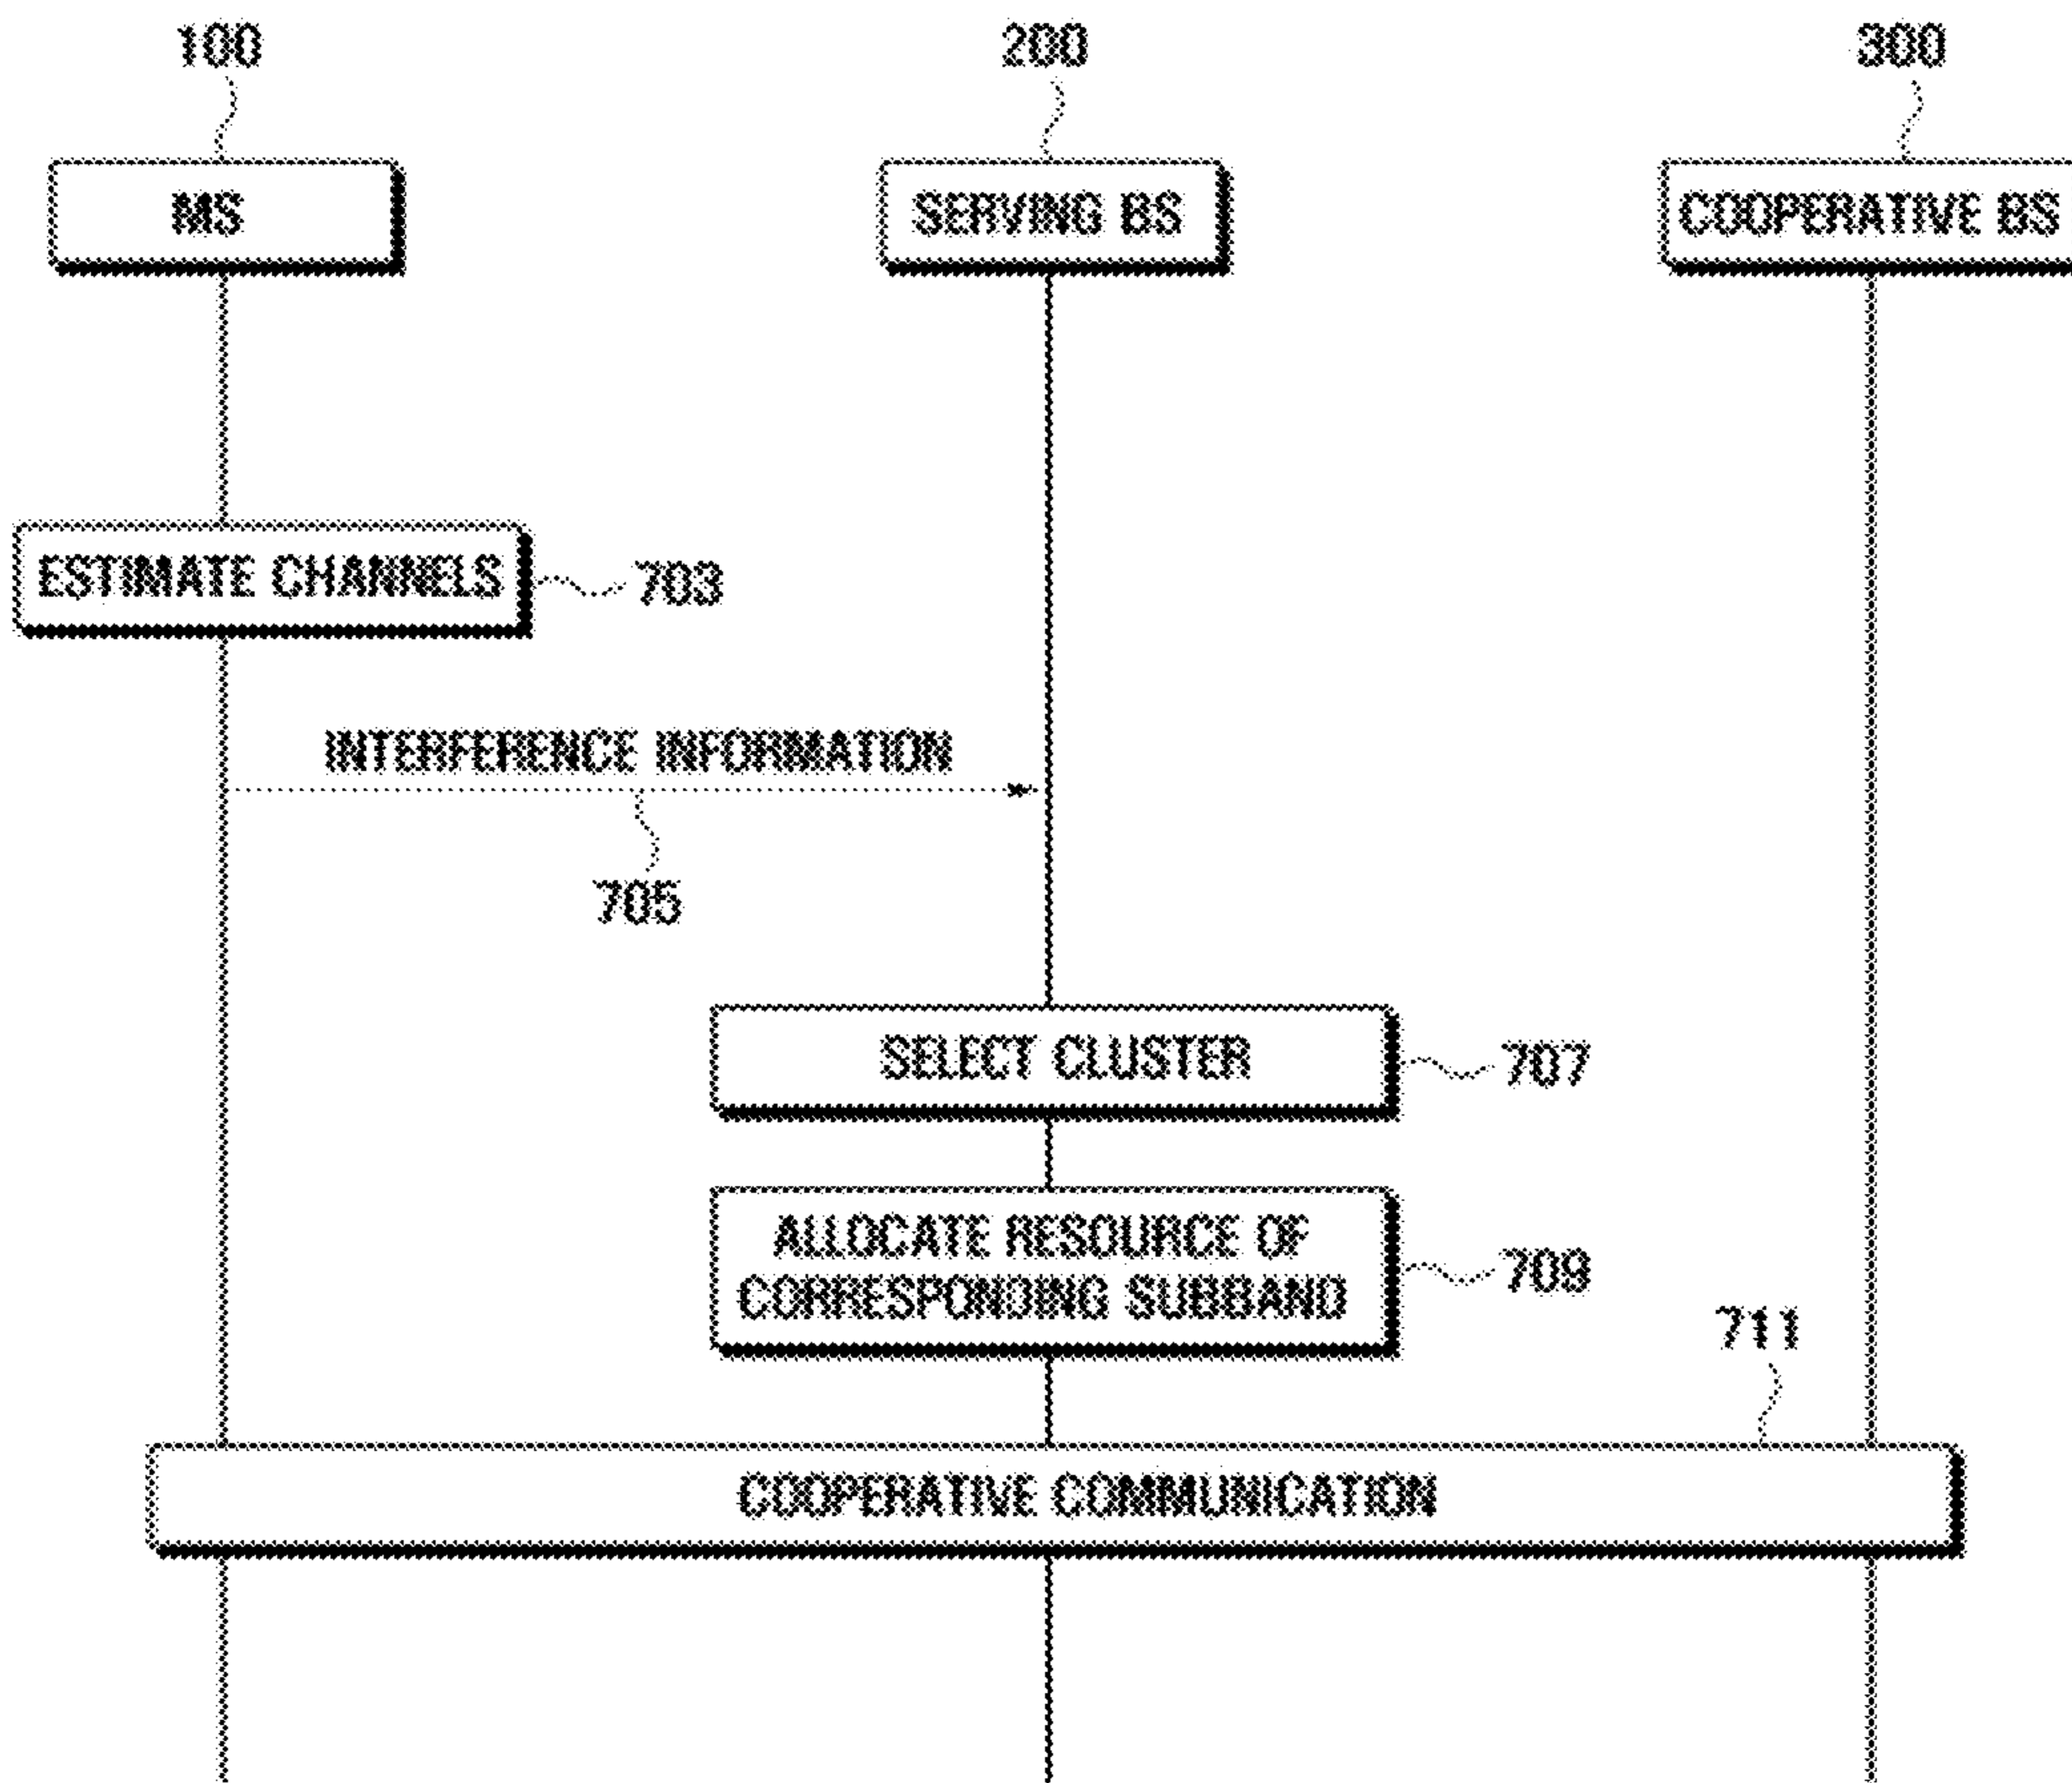 100
200
300
MS
SERVING BS
COOPERATIVE BS
ESTIMATE CHANNELS
703
INTERFERENCE INFORMATION
705
SELECT CLUSTER
707
ALLOCATE RESOURCE OF
CORRESPONDING SUBBAND
709
711
COOPERATIVE COMMUNICATION